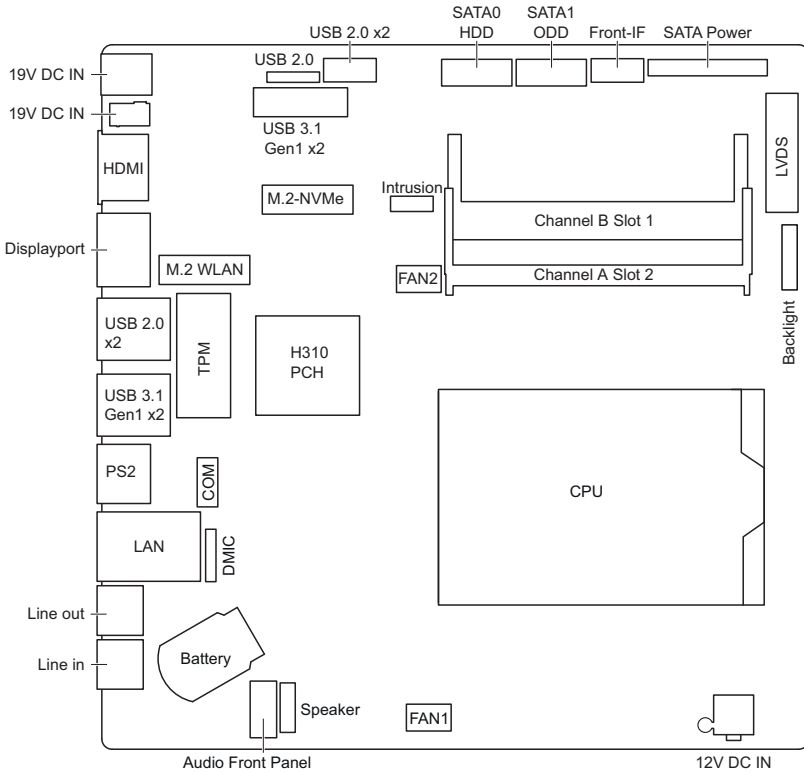 SATA0
HDD
SATA1
ODD
USB 2.0 x2
Front-IF
SATA Power
USB 2.0
19V DC IN
19V DC IN
USB 3.1
Gen1 x2
LVDS
HDMI
Intrusion
M.2-NVMe
Channel B Slot 1
Displayport
M.2 WLAN
FAN2
Channel A Slot 2
Backlight
USB 2.0
x2
TPM
H310
PCH
USB 3.1
Gen1 x2
PS2
COM
CPU
LAN
DMIC
Line out
Line in
Battery
Speaker
FAN1
Audio Front Panel
12V DC IN